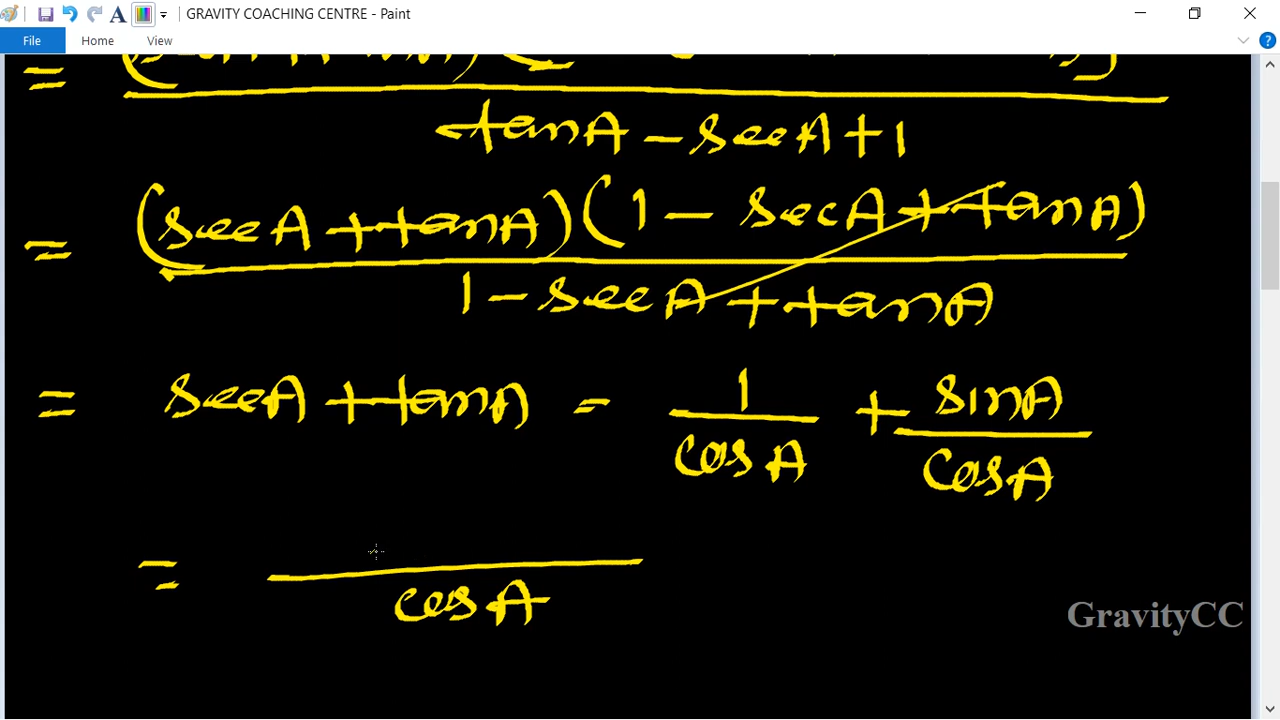 GRAVITY COACHING CENTRE - Paint
File Home View
=
tanA - secA + 1
= (secA + tanA) (1 - secA + tanA)
1 - secA + tanA
= secA + tanA = 1/cosA + sinA/cosA
= /cosA
GravityCC